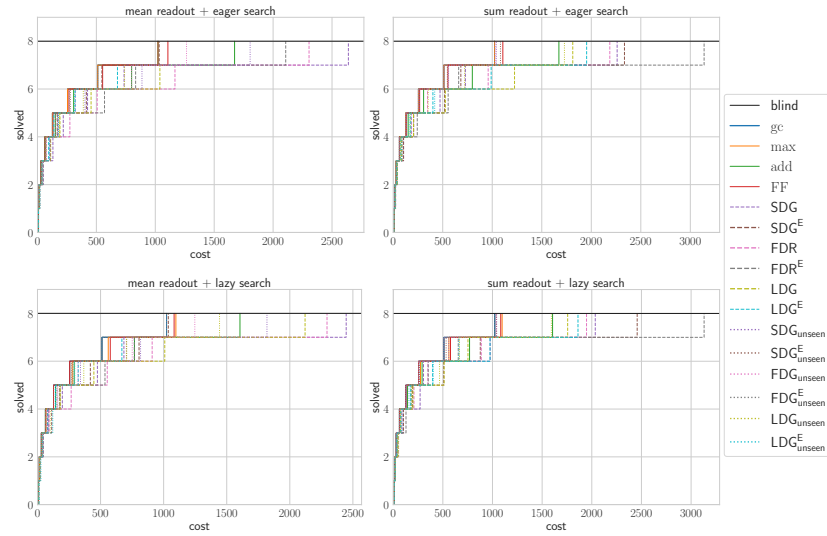 mean readout + eager search
sum readout + eager search
solved
8
6
4
2
0
0 500 1000 1500 2000 2500
cost
solved
8
6
4
2
0
0 500 1000 1500 2000 2500 3000
cost
mean readout + lazy search
sum readout + lazy search
solved
8
6
4
2
0
0 500 1000 1500 2000 2500
cost
solved
8
6
4
2
0
0 500 1000 1500 2000 2500 3000
cost
blind
gc
max
add
FF
SDG
SDG^E
FDR
FDR^E
LDG
LDG^E
SDG_unseen
SDG^E_unseen
FDG_unseen
FDG^E_unseen
LDG_unseen
LDG^E_unseen